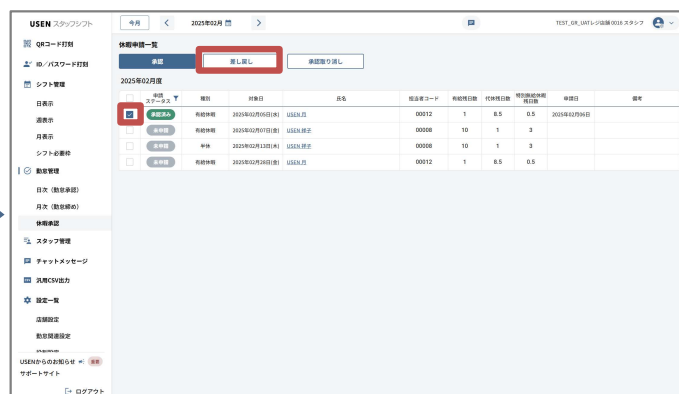 USEN スタッフシフト
今月
2025年02月
TEST_GR_UATレジ店舗 0016 スタシフ
QRコード打刻
ID/パスワード打刻
シフト管理
日表示
週表示
月表示
シフト必要枠
勤怠管理
日次（勤怠承認）
月次（勤怠締め）
休暇承認
スタッフ管理
チャットメッセージ
汎用CSV出力
設定一覧
店舗設定
勤怠関連設定
USENからのお知らせ 重要
サポートサイト
ログアウト
休暇申請一覧
承認 差し戻し 承認取り消し
2025年02月度
申請ステータス 種別 対象日 氏名 担当者コード 有給残日数 代休残日数 特別無給休暇残日数 申請日 備考
承認済み 有給休暇 2025年02月05日(水) USEN 月 00012 1 8.5 0.5 2025年02月06日
未申請 有給休暇 2025年02月07日(金) USEN 祥子 00008 10 1 3
未申請 半休 2025年02月13日(木) USEN 祥子 00008 10 1 3
未申請 有給休暇 2025年02月28日(金) USEN 月 00012 1 8.5 0.5